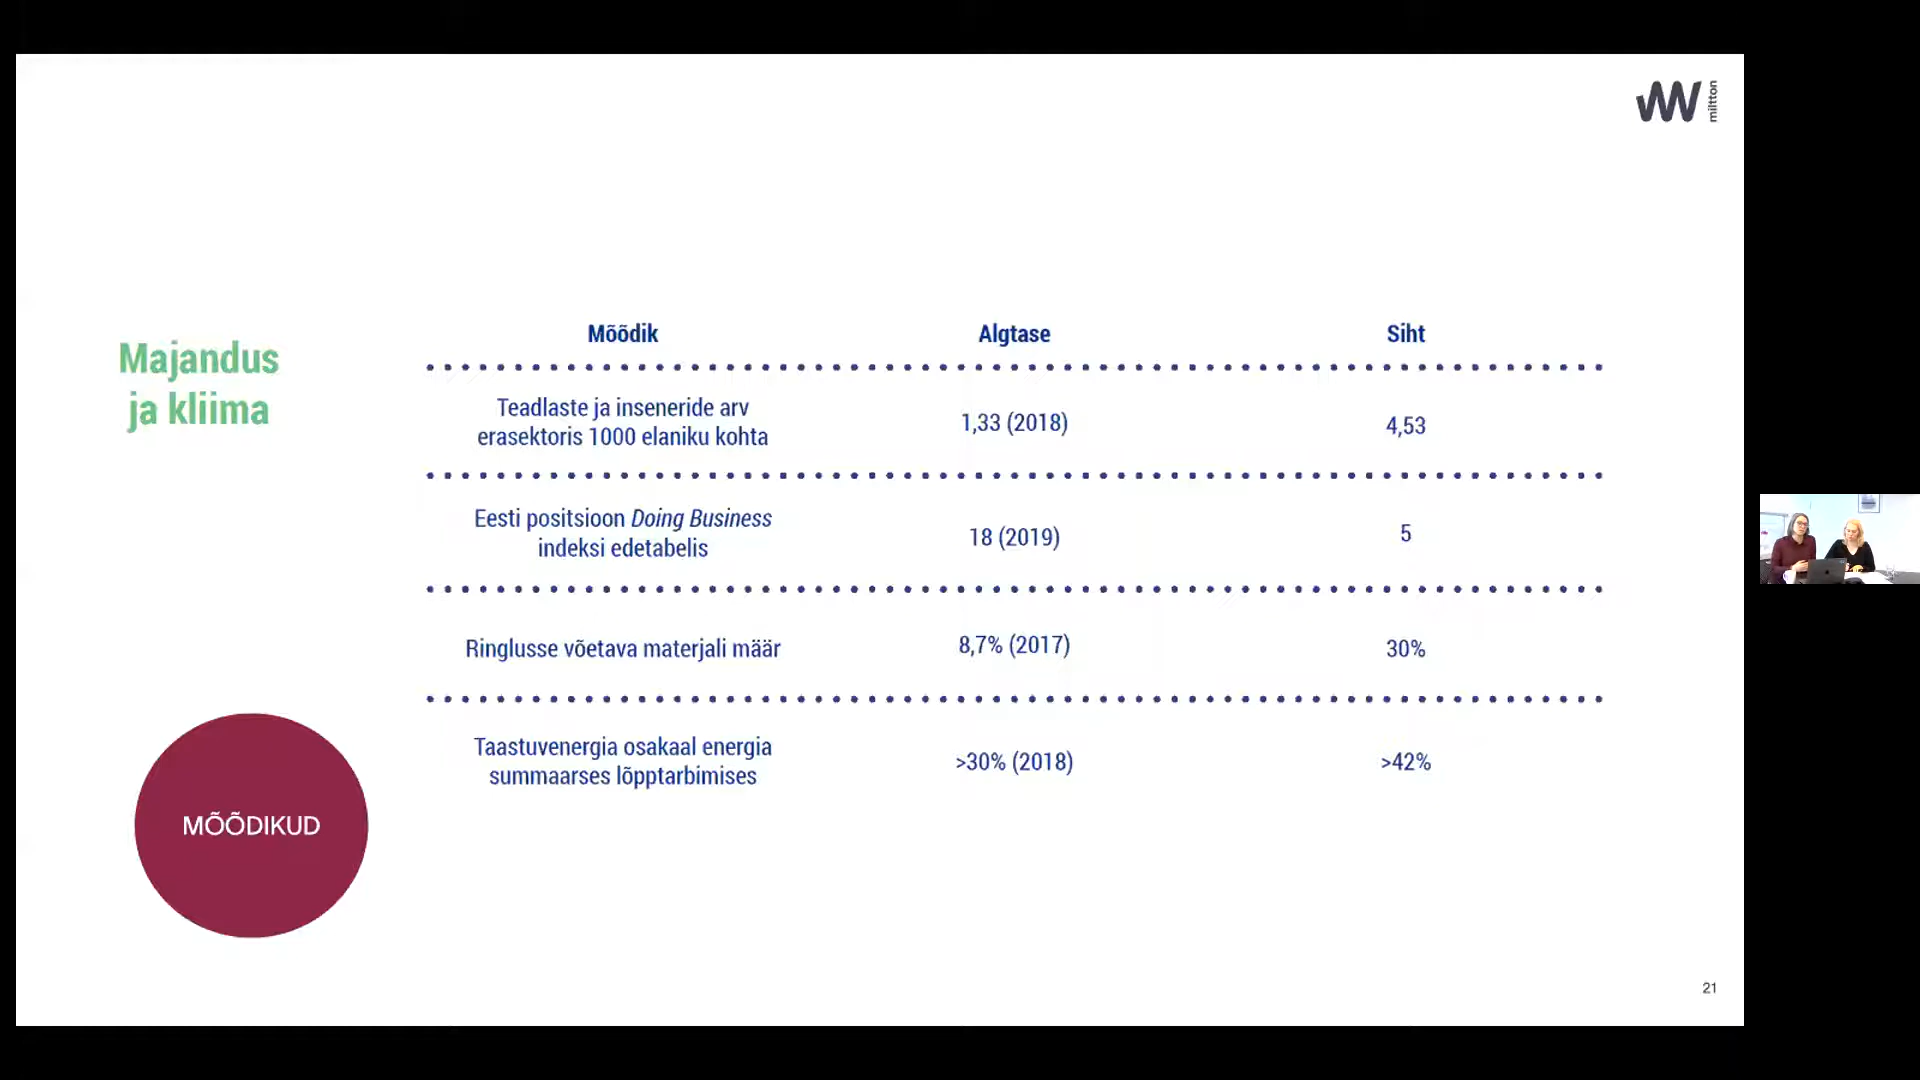 miltton
Majandus
ja kliima
Mõõdik
Algtase
Siht
Teadlaste ja inseneride arv
erasektoris 1000 elaniku kohta
1,33 (2018)
4,53
Eesti positsioon Doing Business
indeksi edetabelis
18 (2019)
5
Ringlusse võetava materjali määr
8,7% (2017)
30%
Taastuvenergia osakaal energia
summaarses lõpptarbimises
>30% (2018)
>42%
MÕÕDIKUD
21